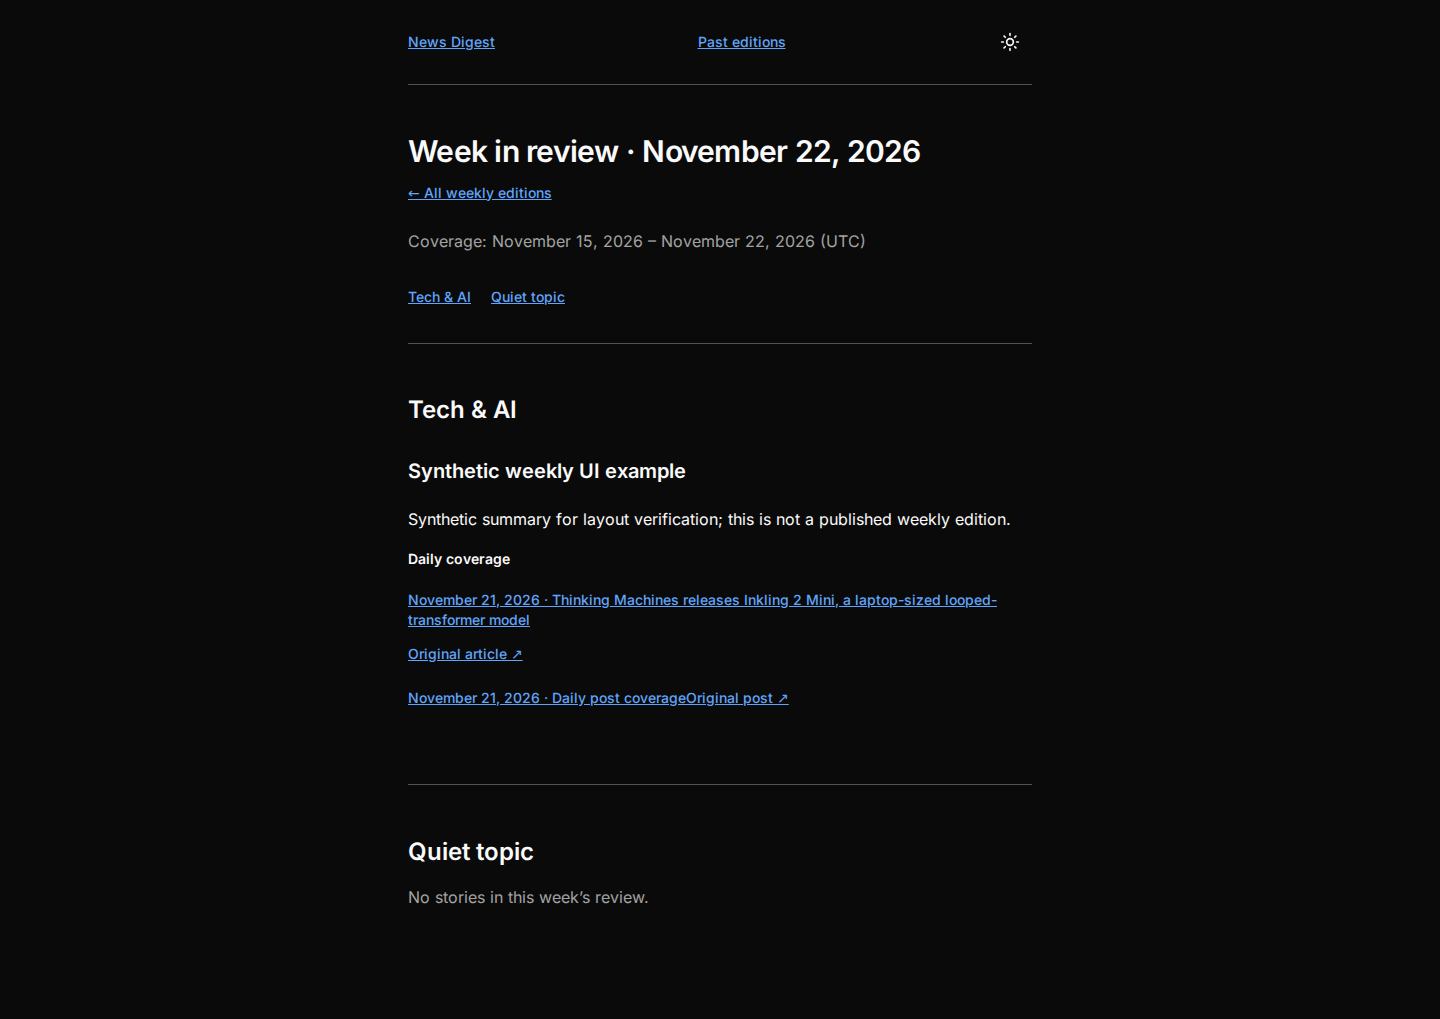 News Digest
Past editions
Week in review · November 22, 2026
← All weekly editions
Coverage: November 15, 2026 – November 22, 2026 (UTC)
Tech & AI
Quiet topic
Tech & AI
Synthetic weekly UI example
Synthetic summary for layout verification; this is not a published weekly edition.
Daily coverage
November 21, 2026 · Thinking Machines releases Inkling 2 Mini, a laptop-sized looped-
transformer model
Original article ↗
November 21, 2026 · Daily post coverageOriginal post ↗
Quiet topic
No stories in this week’s review.